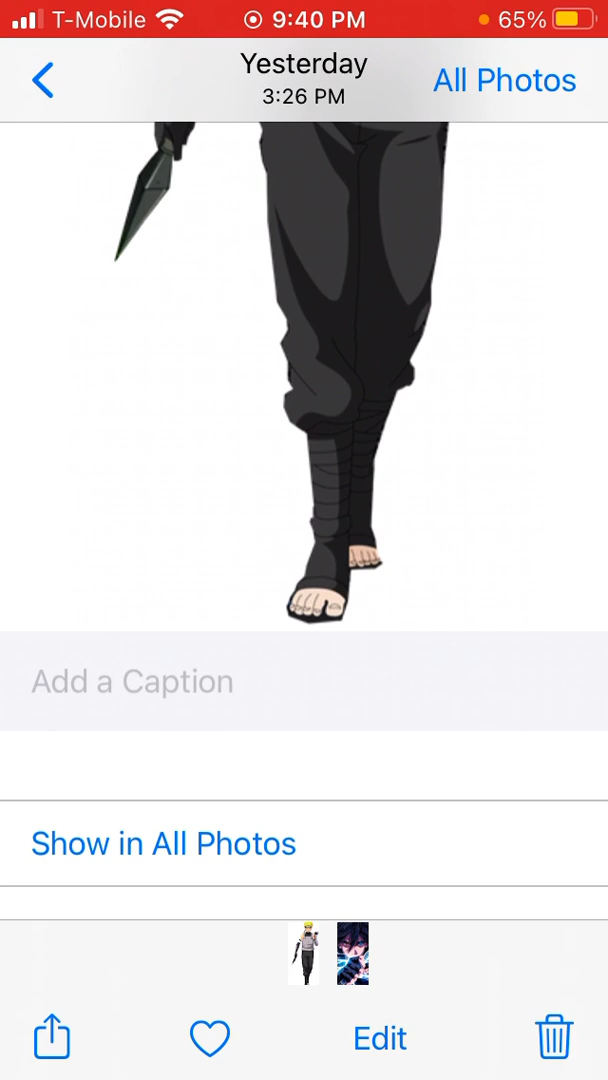 T-Mobile 9:40 PM 65%
Yesterday
3:26 PM
All Photos
Add a Caption
Show in All Photos
Edit